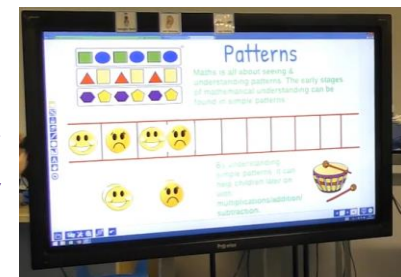 Patterns
Maths is all about seeing &
understanding patterns. The early stages
of mathematical understanding can be
found in simple patterns
By understanding
simple patterns it can
help children later on
with
multiplications/addition/
subtraction.